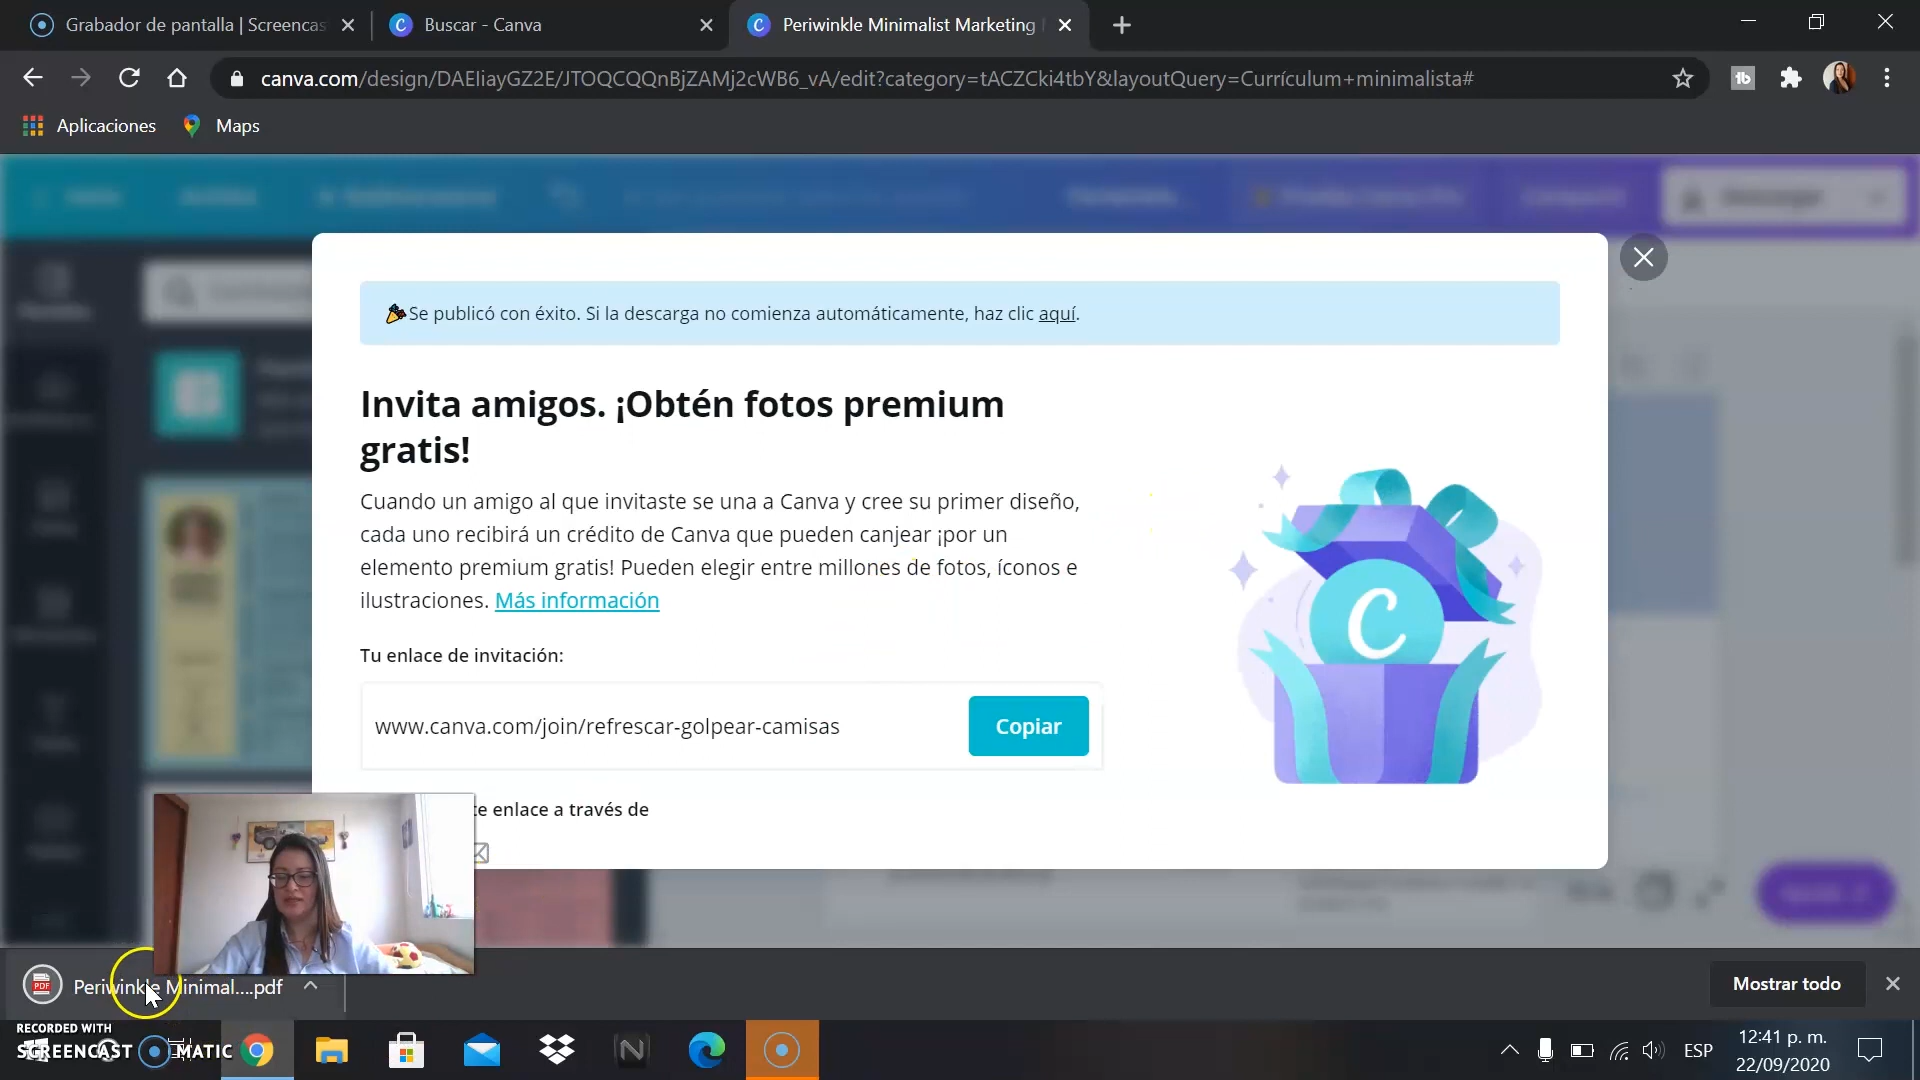 Grabador de pantalla | Screencas
Buscar - Canva
Periwinkle Minimalist Marketing
canva.com/design/DAEIiayGZ2E/JTOQCQQnBjZAMj2cWB6_vA/edit?category=tACZCki4tbY&layoutQuery=Currículum+minimalista#
Aplicaciones
Maps
Se publicó con éxito. Si la descarga no comienza automáticamente, haz clic aquí.
Invita amigos. ¡Obtén fotos premium
gratis!
Cuando un amigo al que invitaste se una a Canva y cree su primer diseño,
cada uno recibirá un crédito de Canva que pueden canjear ¡por un
elemento premium gratis! Pueden elegir entre millones de fotos, íconos e
ilustraciones. Más información
Tu enlace de invitación:
www.canva.com/join/refrescar-golpear-camisas
Copiar
te enlace a través de
PDF
Periwinkle Minimal....pdf
Mostrar todo
RECORDED WITH
SCREENCAST MATIC
ESP
12:41 p. m.
22/09/2020